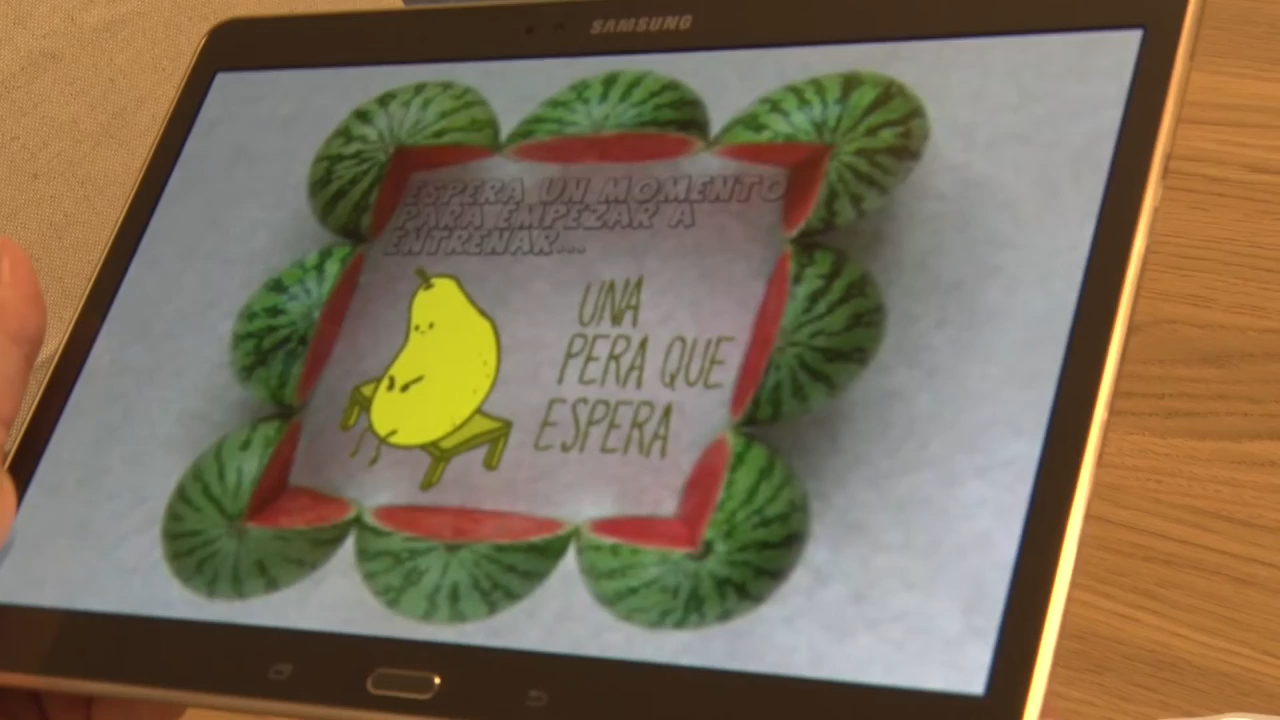 SAMSUNG
ESPERA UN MOMENTO
PARA EMPEZAR A
ENTRENAR...
UNA
PERA QUE
ESPERA